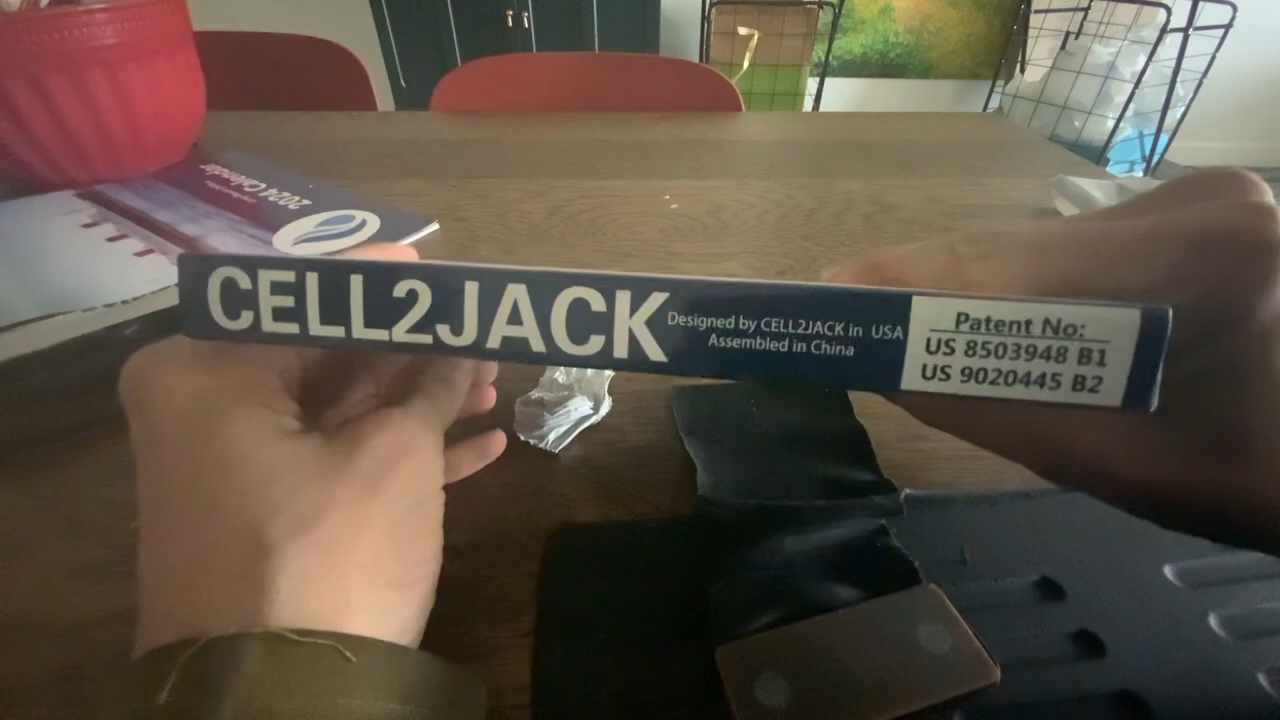 2024 Calendar
CELL2JACK
Designed by CELL2JACK in USA
Assembled in China
Patent No:
US 8503948 B1
US 9020445 B2